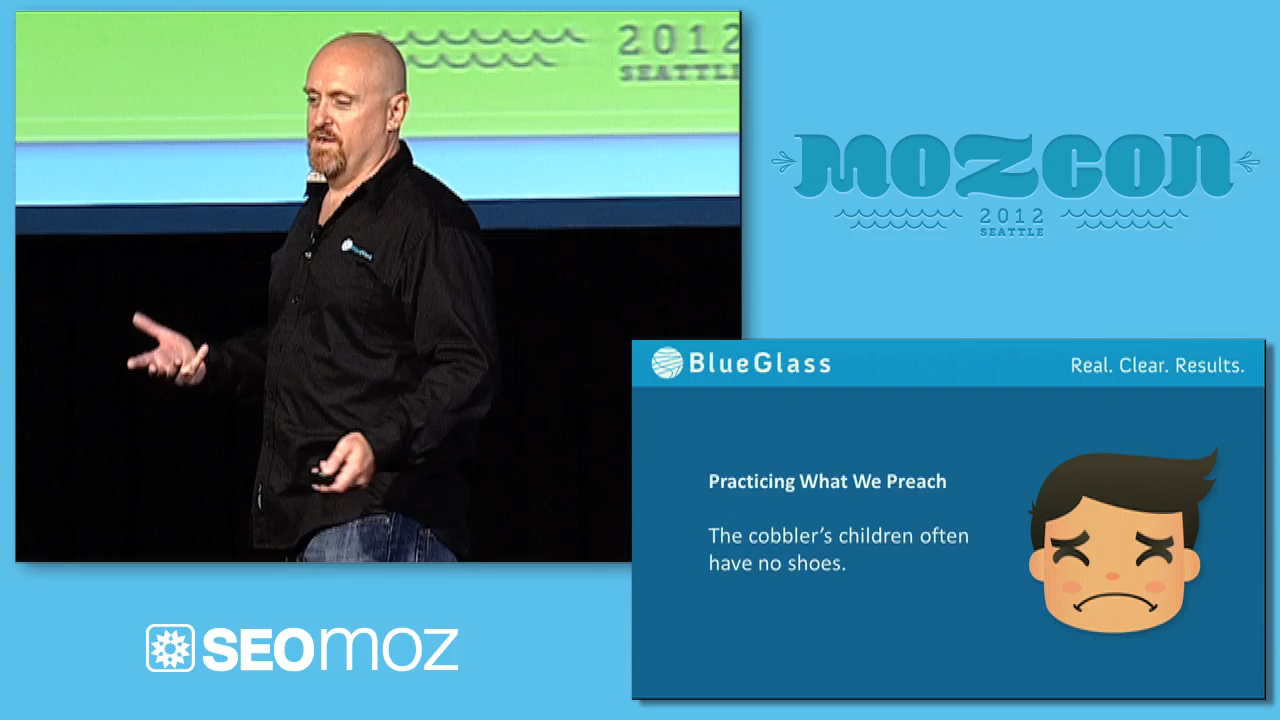 2012
SEATTLE
MOZCON
2012
SEATTLE
BlueGlass
BlueGlass
Real. Clear. Results.
Practicing What We Preach
The cobbler's children often
have no shoes.
SEOmoz